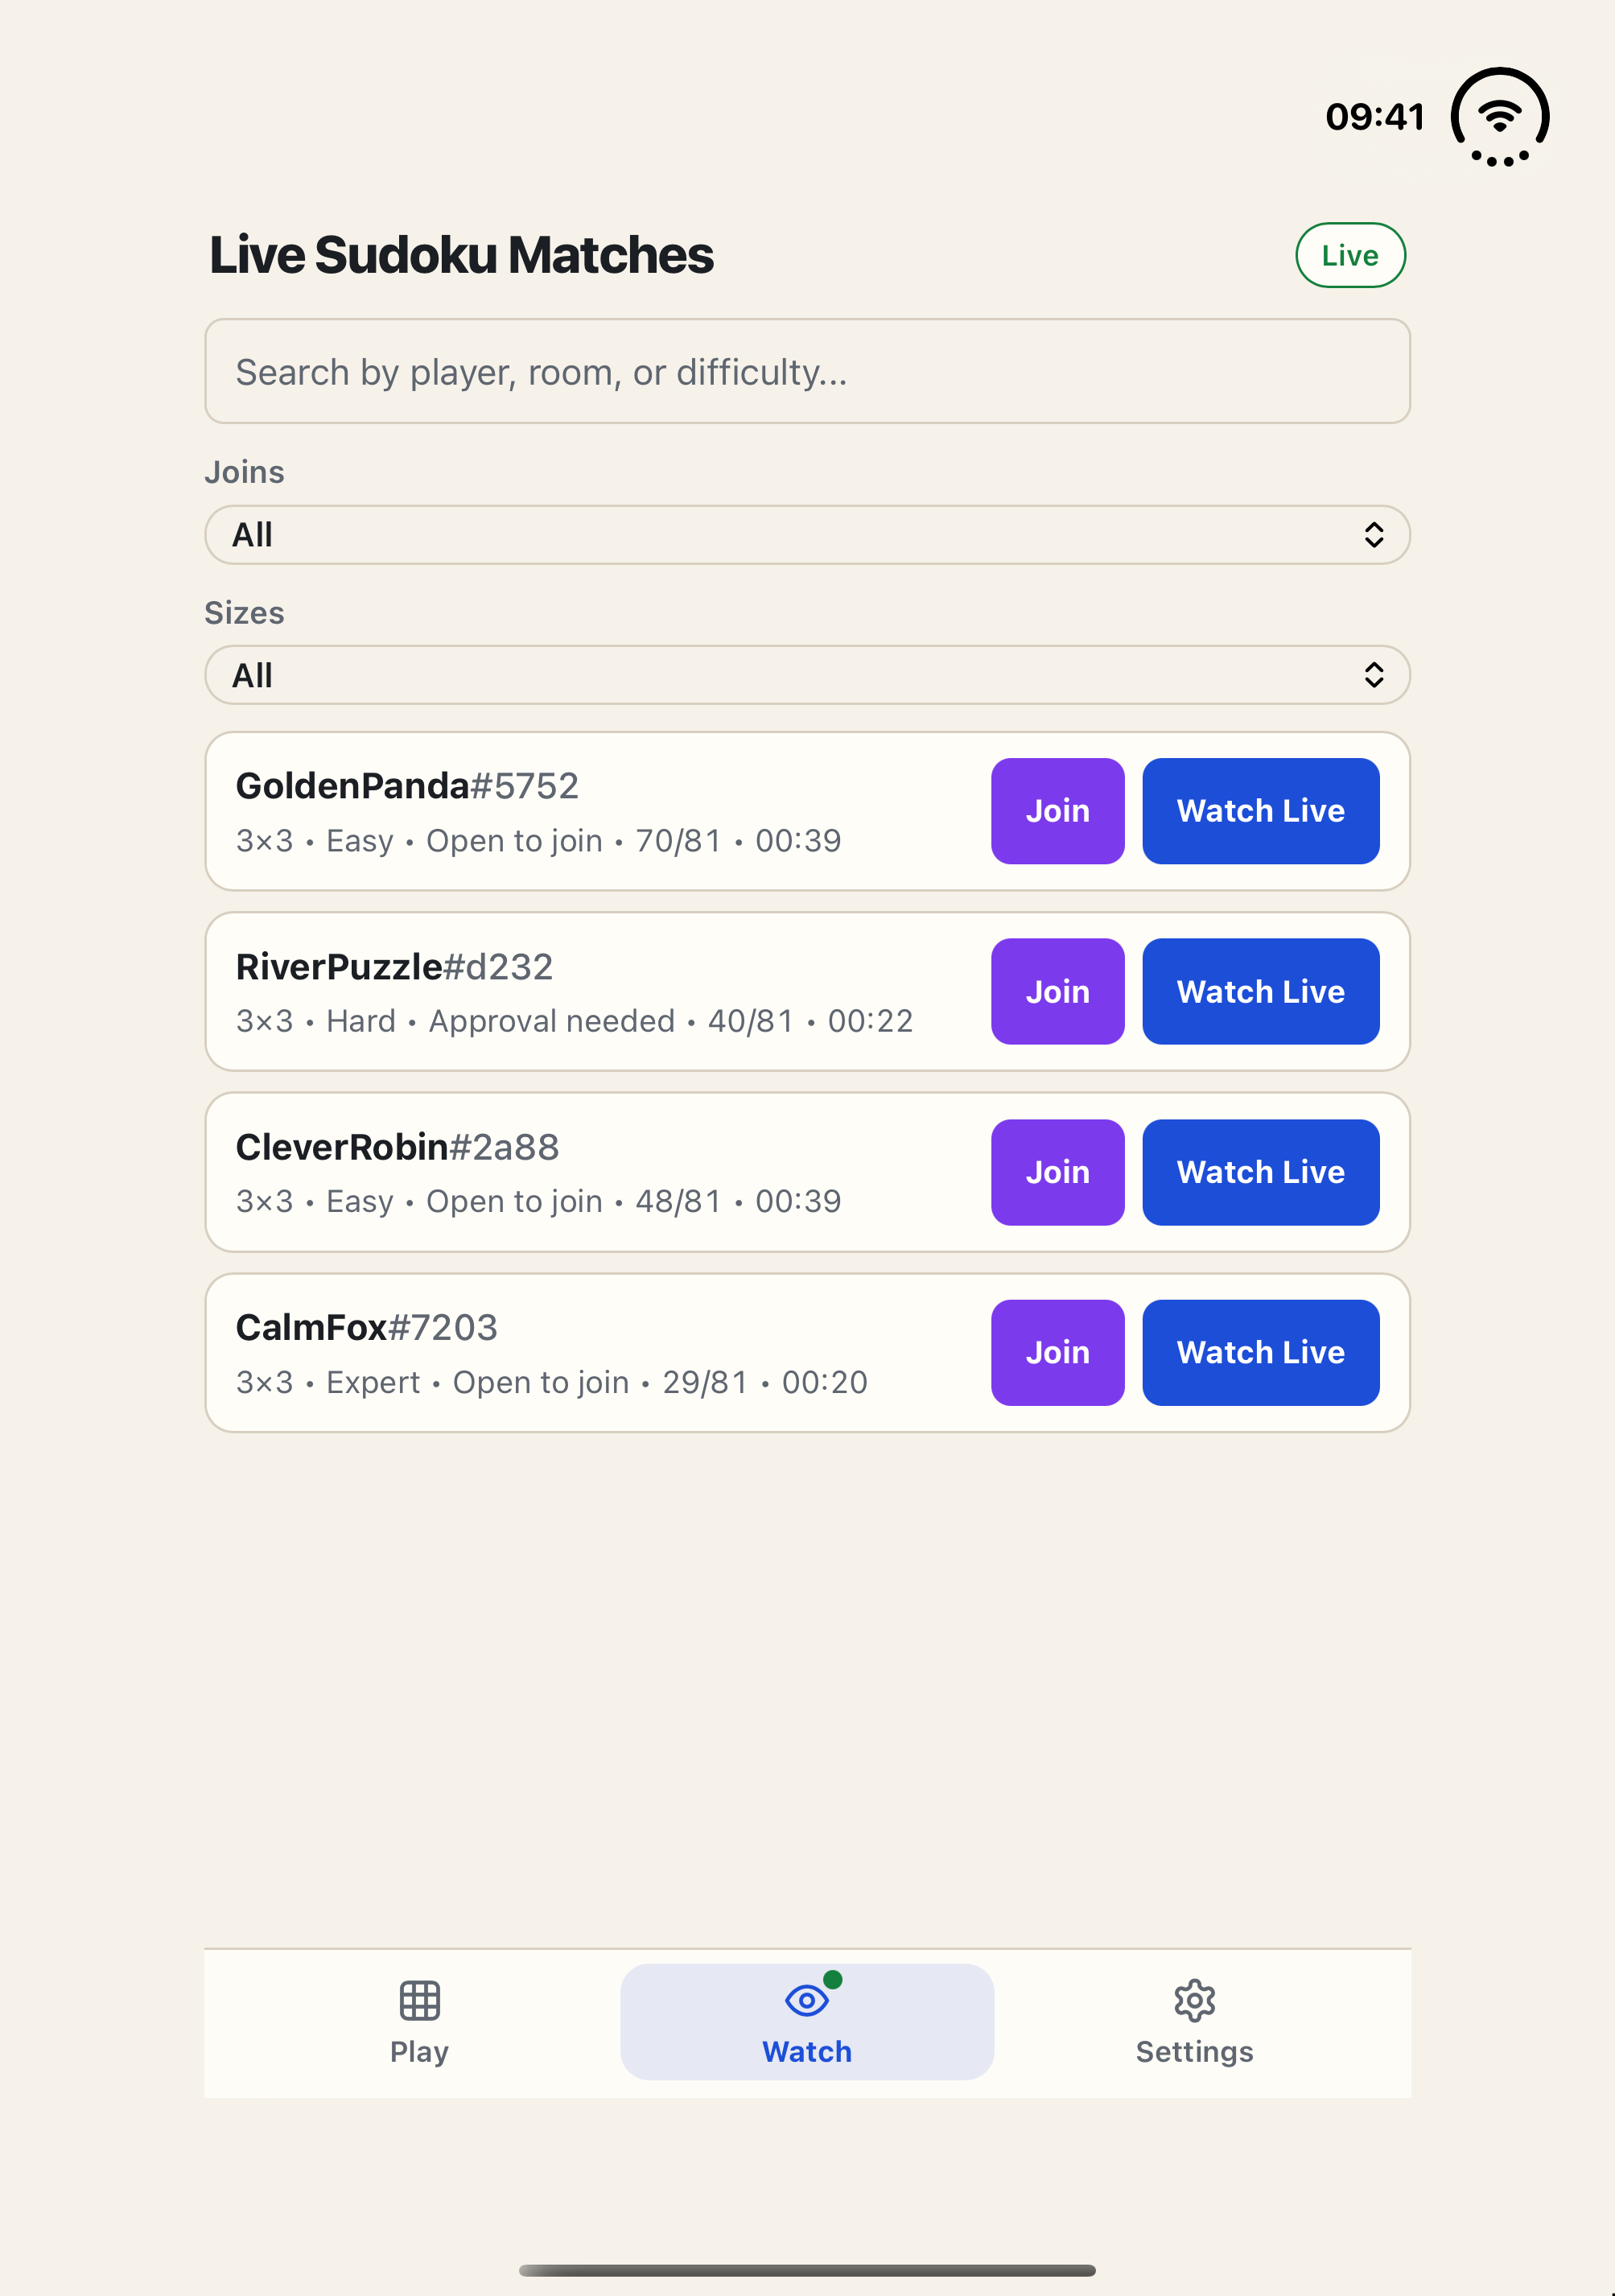 09:41
Live Sudoku Matches
Live
Search by player, room, or difficulty...
Joins
All
Sizes
All
GoldenPanda#5752
3×3 • Easy • Open to join • 70/81 • 00:39
Join
Watch Live
RiverPuzzle#d232
3×3 • Hard • Approval needed • 40/81 • 00:22
Join
Watch Live
CleverRobin#2a88
3×3 • Easy • Open to join • 48/81 • 00:39
Join
Watch Live
CalmFox#7203
3×3 • Expert • Open to join • 29/81 • 00:20
Join
Watch Live
Play
Watch
Settings